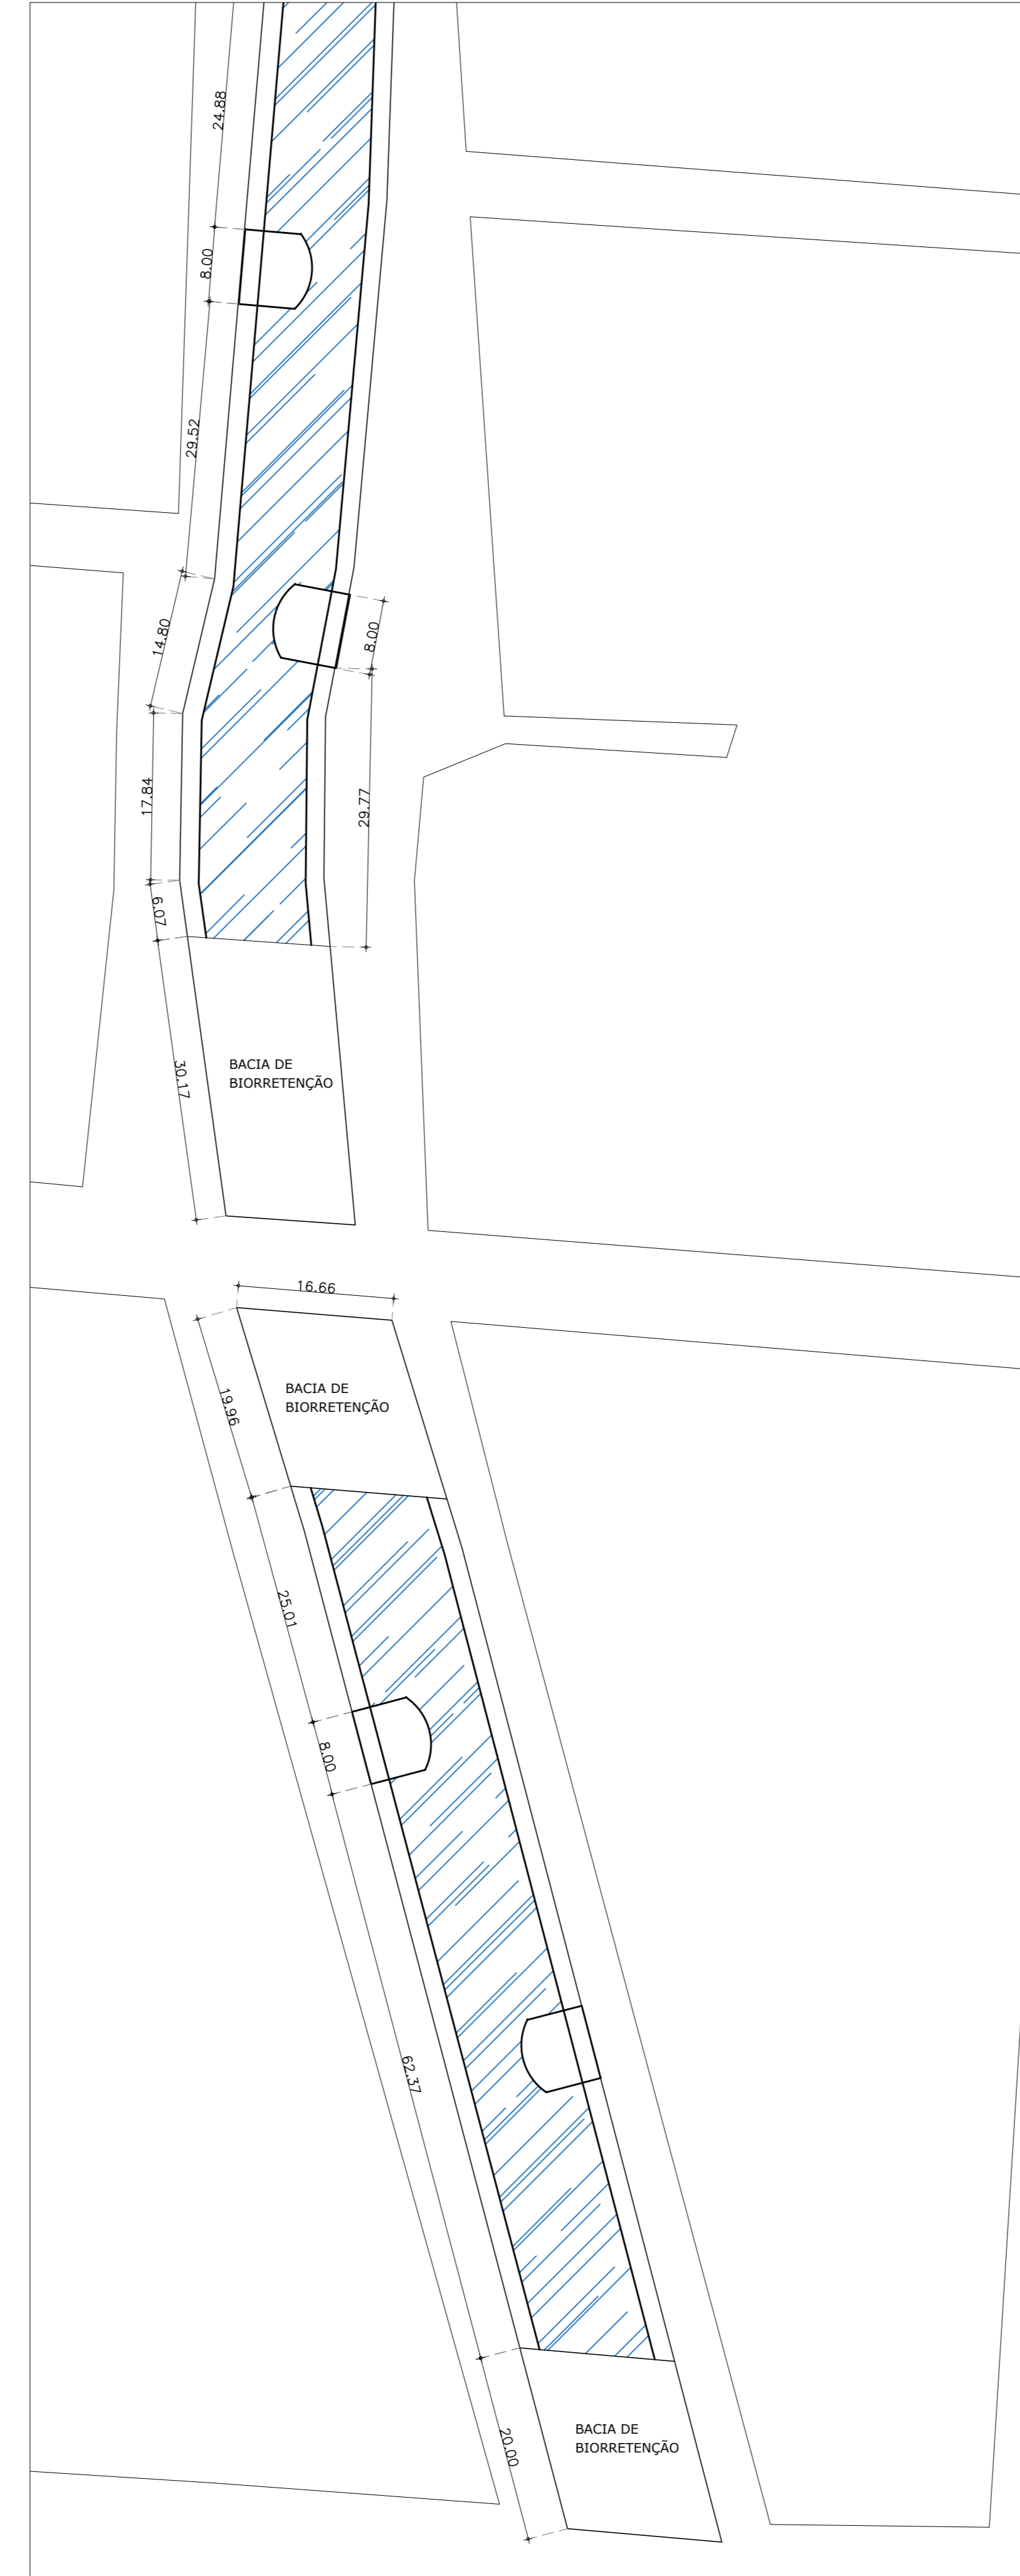 24.88
8.00
29.52
14.80
8.00
17.84
29.77
6.07
30.17
BACIA DE
BIORRETENÇÃO
16.66
19.96
BACIA DE
BIORRETENÇÃO
25.01
8.00
62.37
20.00
BACIA DE
BIORRETENÇÃO